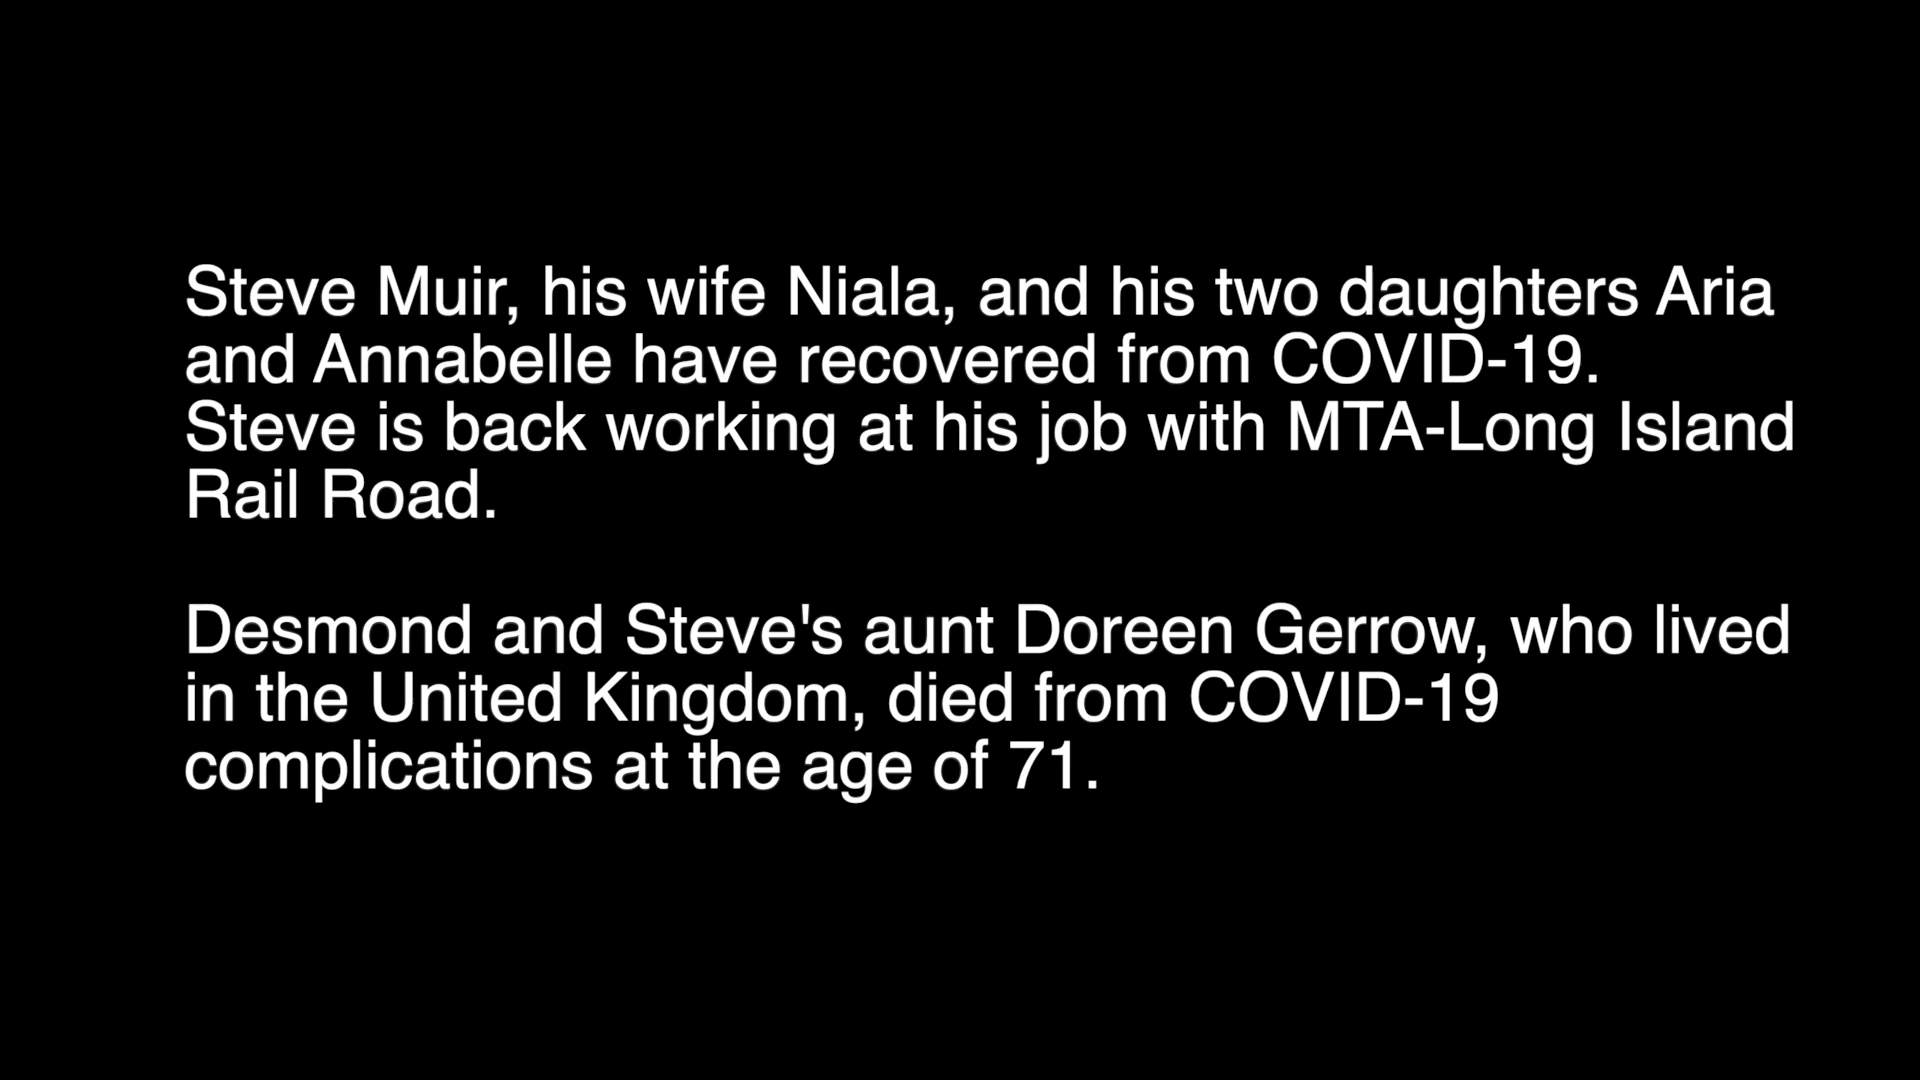 Steve Muir, his wife Niala, and his two daughters Aria
and Annabelle have recovered from COVID-19.
Steve is back working at his job with MTA-Long Island
Rail Road.
Desmond and Steve's aunt Doreen Gerrow, who lived
in the United Kingdom, died from COVID-19
complications at the age of 71.